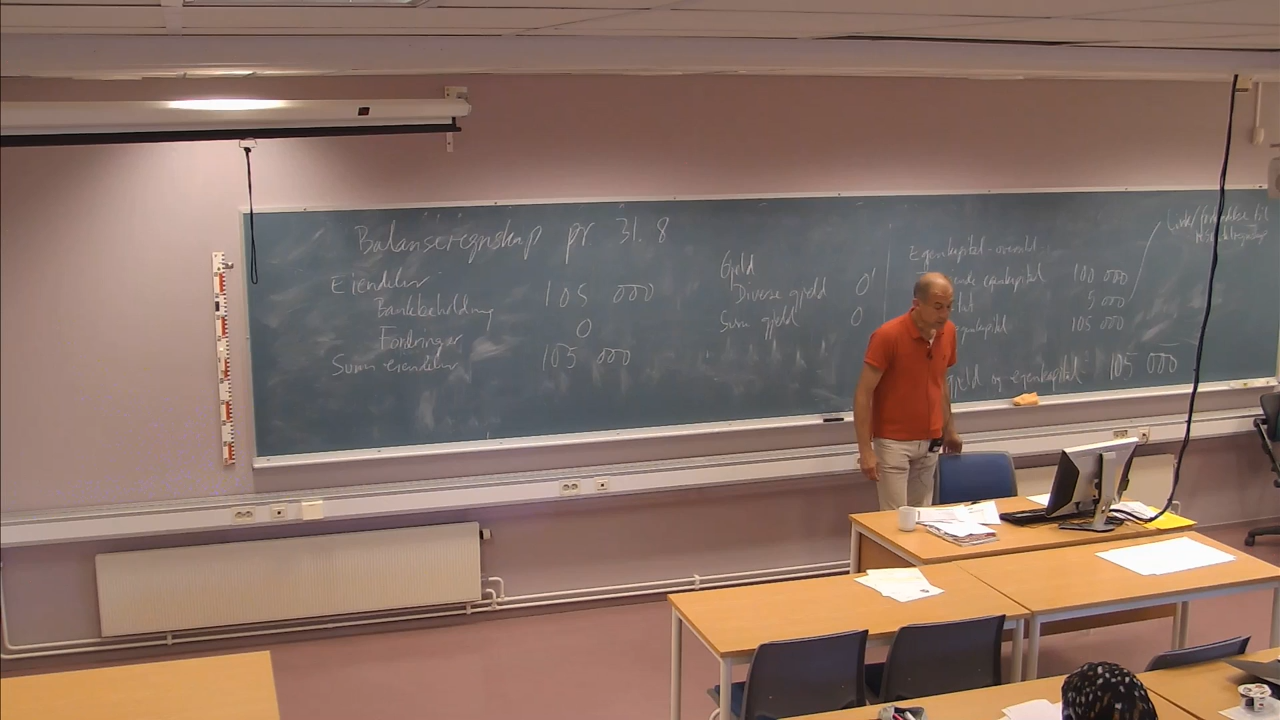 Balanseregnskap pr. 31.8
Eiendeler
Bankbeholdning 105 000
Fordringer 0
Sum eiendeler 105 000
Gjeld
Diverse gjeld 0
Sum gjeld 0
Egenkapital-oversikt
egenkapital 100 000
5 000
egenkapital 105 000
gjeld og egenkapital 105 000